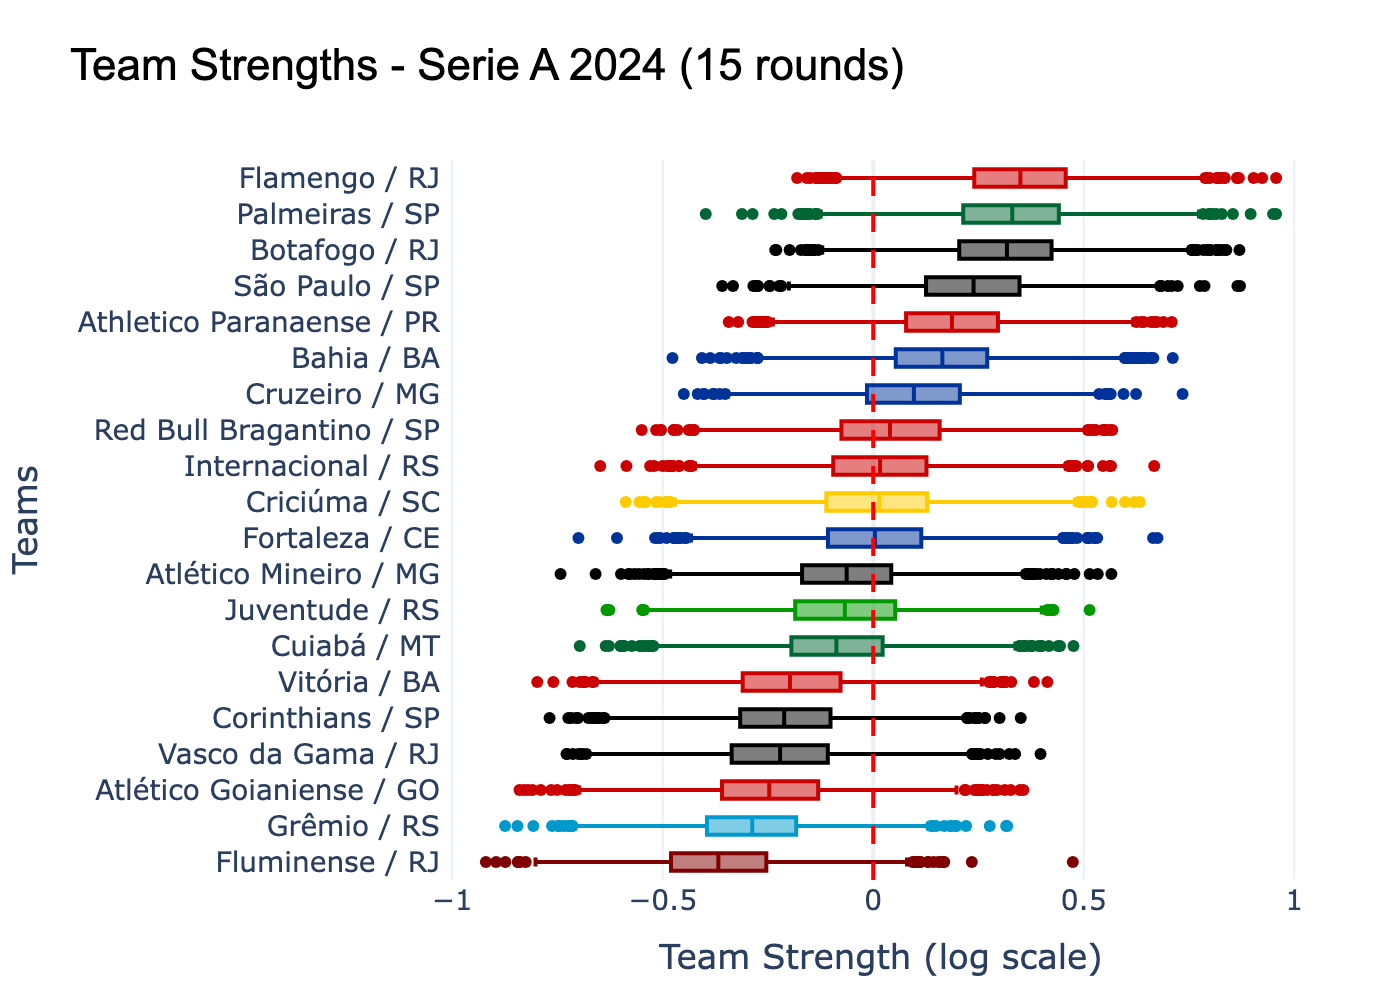 Team Strengths - Serie A 2024 (15 rounds)
Flamengo / RJ
Palmeiras / SP
Botafogo / RJ
São Paulo / SP
Athletico Paranaense / PR
Bahia / BA
Cruzeiro / MG
Red Bull Bragantino / SP
Internacional / RS
Criciúma / SC
Fortaleza / CE
Atlético Mineiro / MG
Juventude / RS
Cuiabá / MT
Vitória / BA
Corinthians / SP
Vasco da Gama / RJ
Atlético Goianiense / GO
Grêmio / RS
Fluminense / RJ
Teams
−1 −0.5 0 0.5 1
Team Strength (log scale)